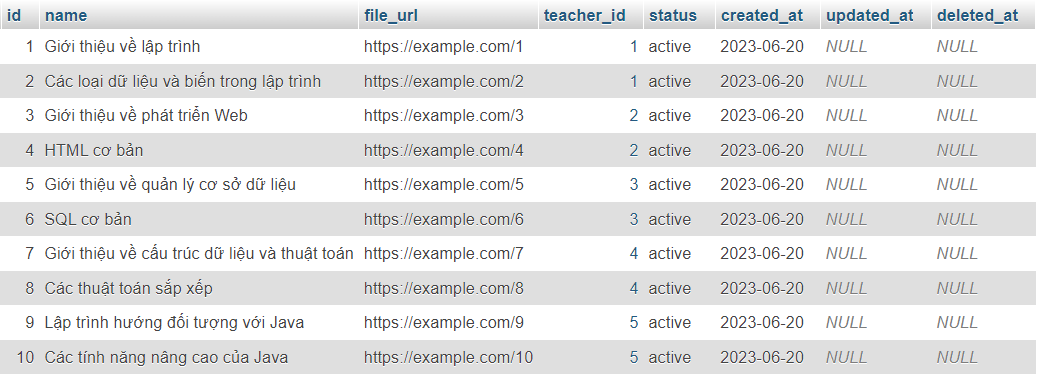 id name file_url teacher_id status created_at updated_at deleted_at
1 Giới thiệu về lập trình https://example.com/1 1 active 2023-06-20 NULL NULL
2 Các loại dữ liệu và biến trong lập trình https://example.com/2 1 active 2023-06-20 NULL NULL
3 Giới thiệu về phát triển Web https://example.com/3 2 active 2023-06-20 NULL NULL
4 HTML cơ bản https://example.com/4 2 active 2023-06-20 NULL NULL
5 Giới thiệu về quản lý cơ sở dữ liệu https://example.com/5 3 active 2023-06-20 NULL NULL
6 SQL cơ bản https://example.com/6 3 active 2023-06-20 NULL NULL
7 Giới thiệu về cấu trúc dữ liệu và thuật toán https://example.com/7 4 active 2023-06-20 NULL NULL
8 Các thuật toán sắp xếp https://example.com/8 4 active 2023-06-20 NULL NULL
9 Lập trình hướng đối tượng với Java https://example.com/9 5 active 2023-06-20 NULL NULL
10 Các tính năng nâng cao của Java https://example.com/10 5 active 2023-06-20 NULL NULL